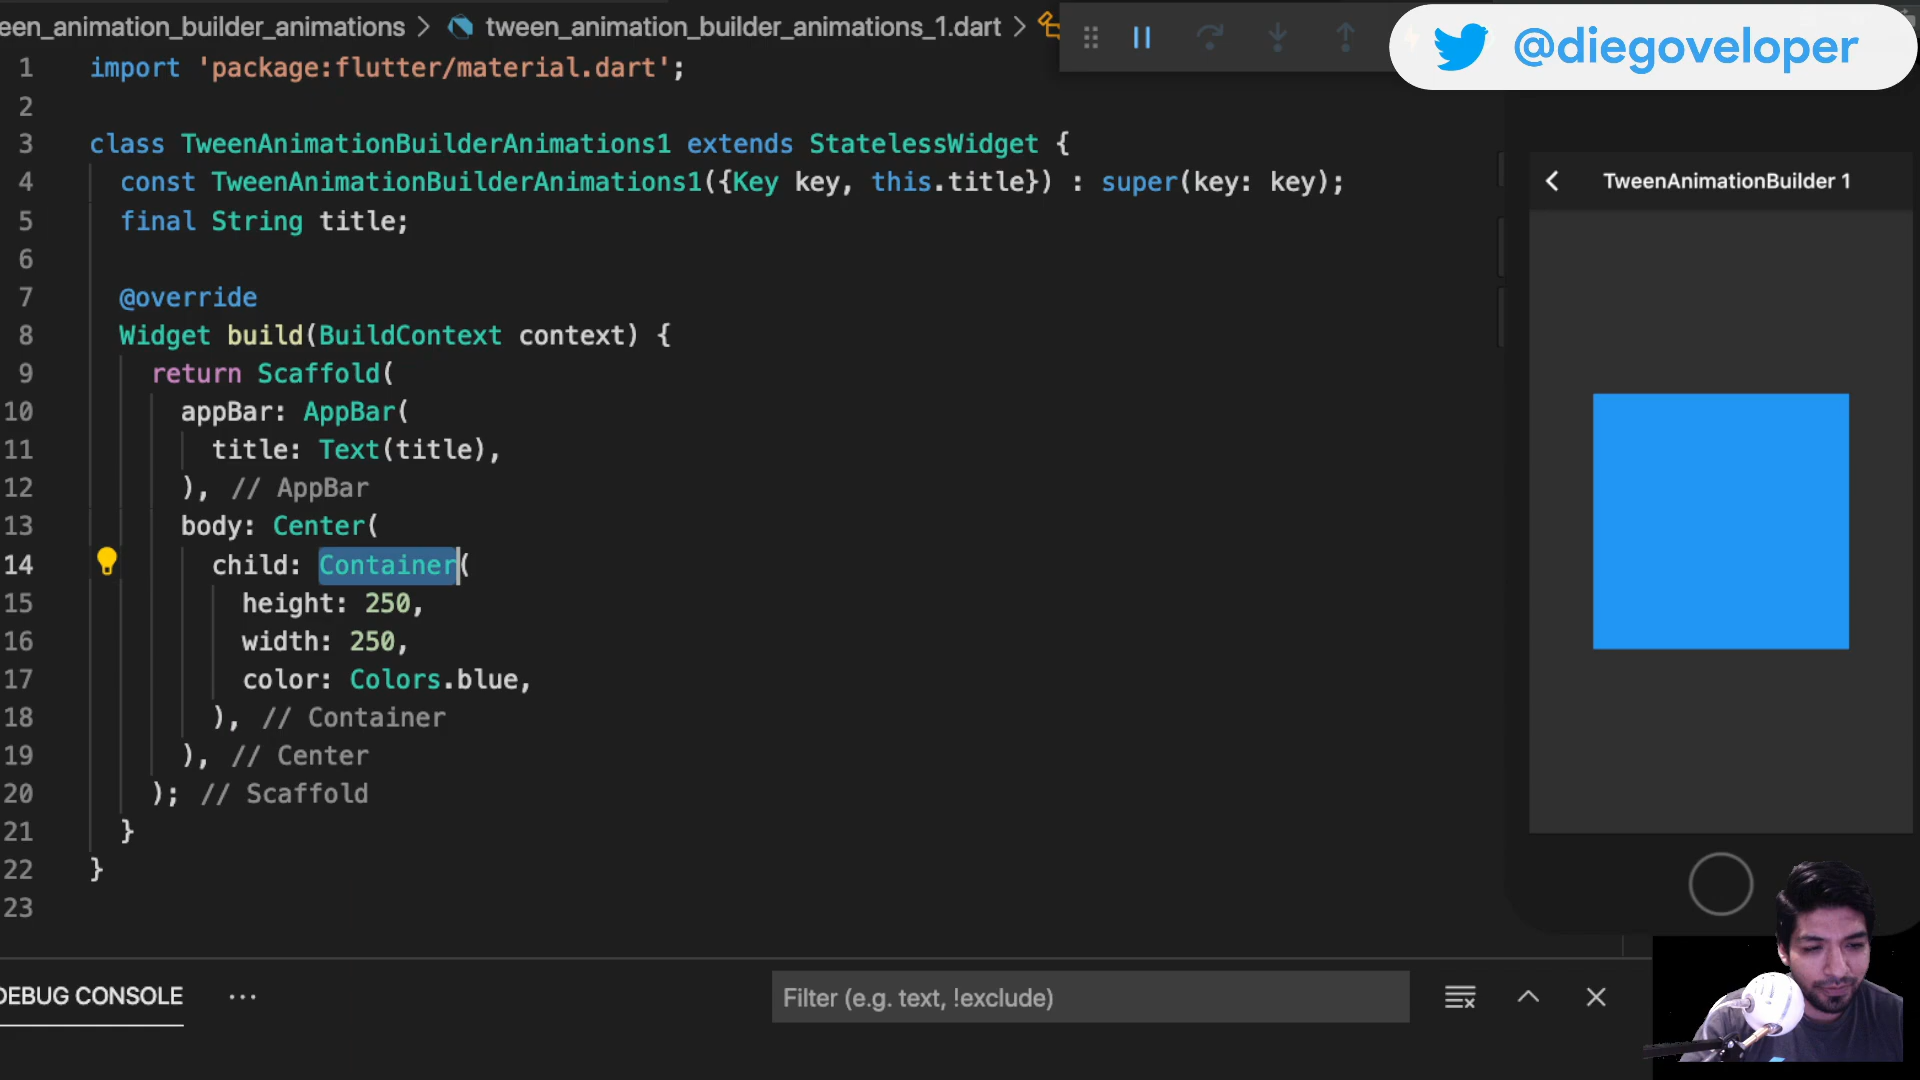 een_animation_builder_animations > tween_animation_builder_animations_1.dart >
@diegoveloper
1 import 'package:flutter/material.dart';
2
3 class TweenAnimationBuilderAnimations1 extends StatelessWidget {
4 const TweenAnimationBuilderAnimations1({Key key, this.title}) : super(key: key);
5 final String title;
6
7 @override
8 Widget build(BuildContext context) {
9 return Scaffold(
10 appBar: AppBar(
11 title: Text(title),
12 ), // AppBar
13 body: Center(
14 child: Container(
15 height: 250,
16 width: 250,
17 color: Colors.blue,
18 ), // Container
19 ), // Center
20 ); // Scaffold
21 }
22 }
23
TweenAnimationBuilder 1
DEBUG CONSOLE ...
Filter (e.g. text, !exclude)